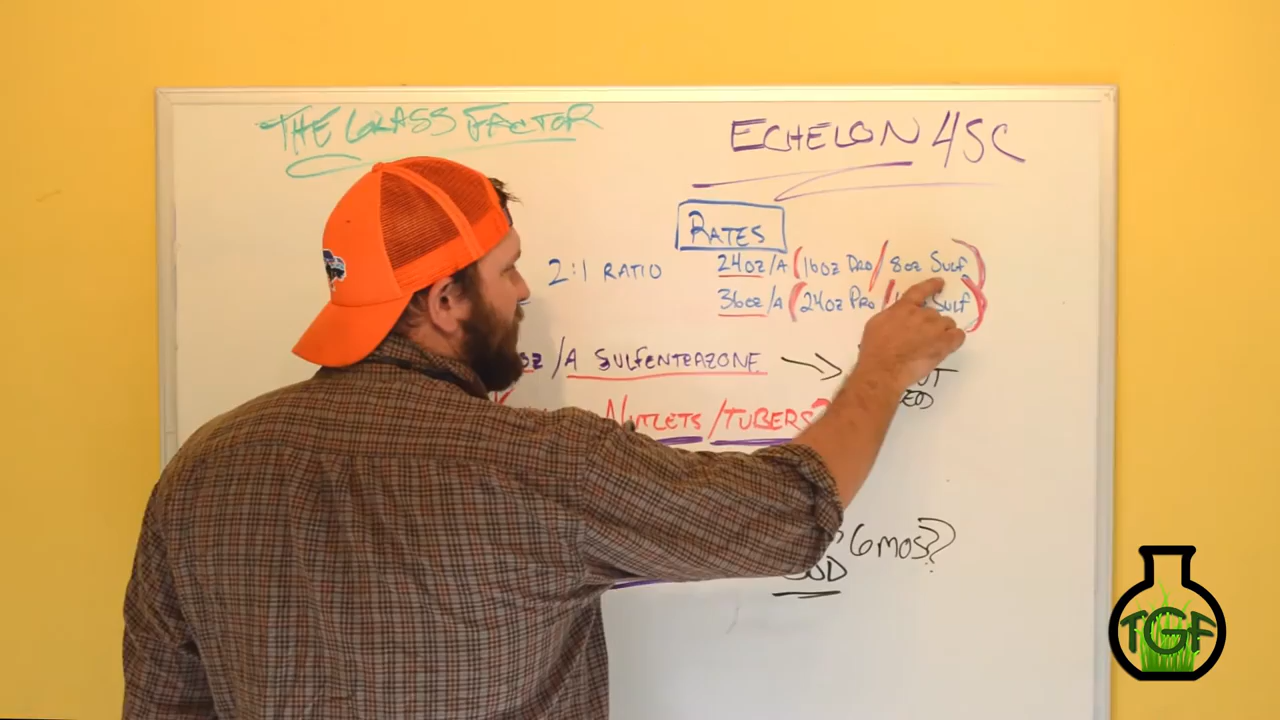 THE GRASS FACTOR
ECHELON 4SC
RATES
2:1 RATIO
24oz/A (16oz Pro/8oz Sulf)
36oz/A (24oz Pro/ Sulf)
/A SULFENTRAZONE →
NUTLETS/TUBERS?
6mos??
TGF